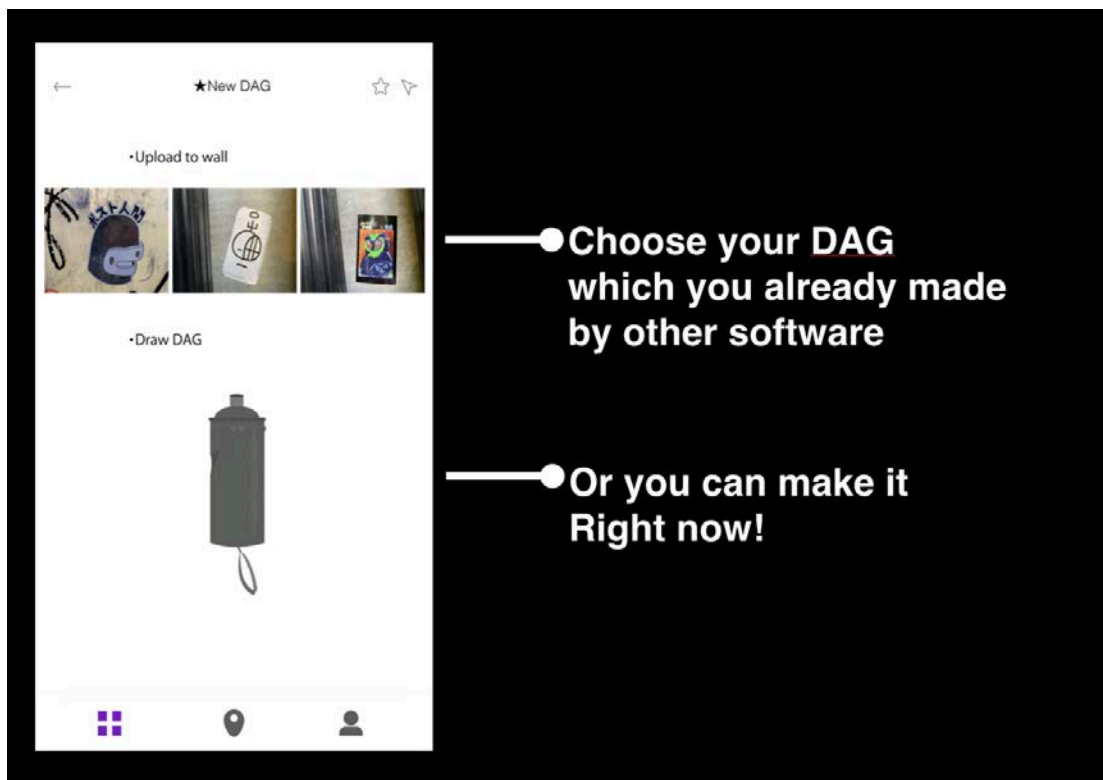 ★New DAG
•Upload to wall
ポスト人間
•Draw DAG
Choose your DAG
which you already made
by other software
Or you can make it
Right now!